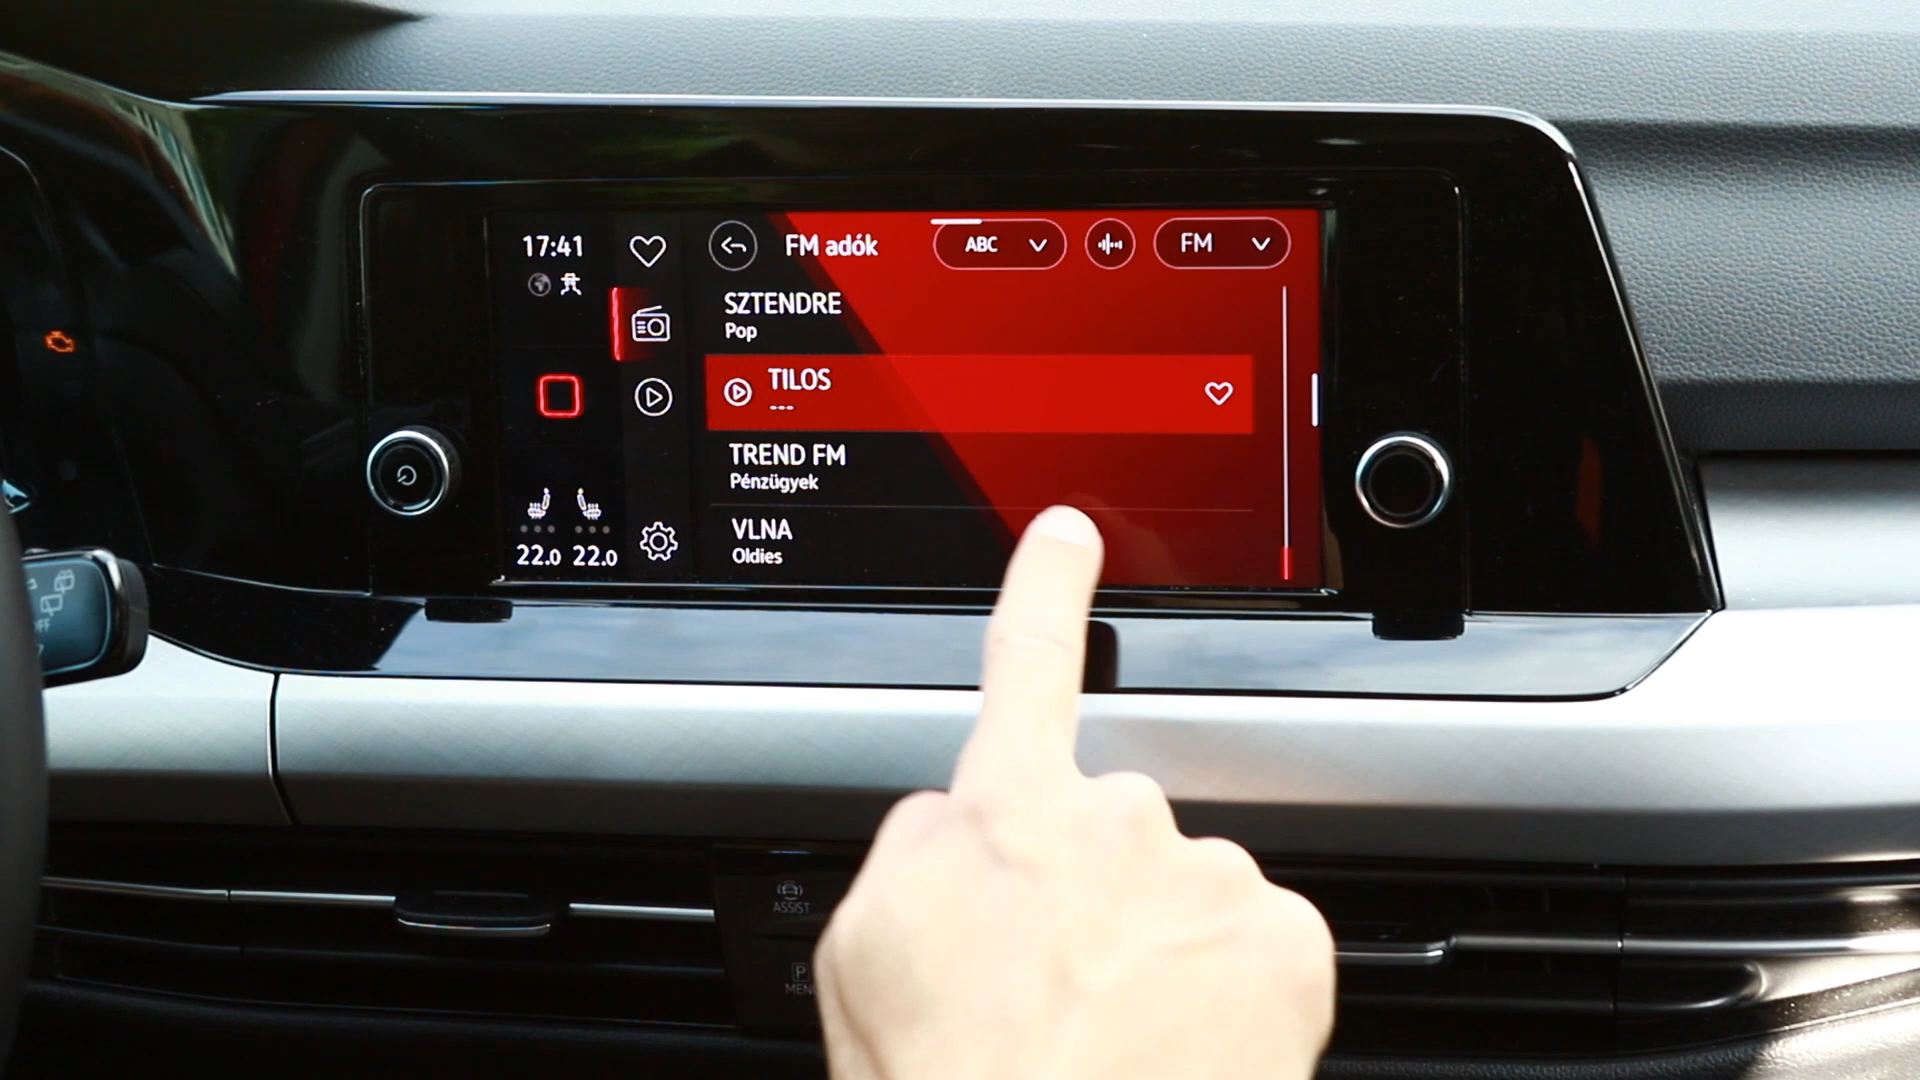 17:41
FM adók
ABC
FM
SZTENDRE
Pop
TILOS
---
TREND FM
Pénzügyek
VLNA
Oldies
22.0 22.0
ASSIST
P